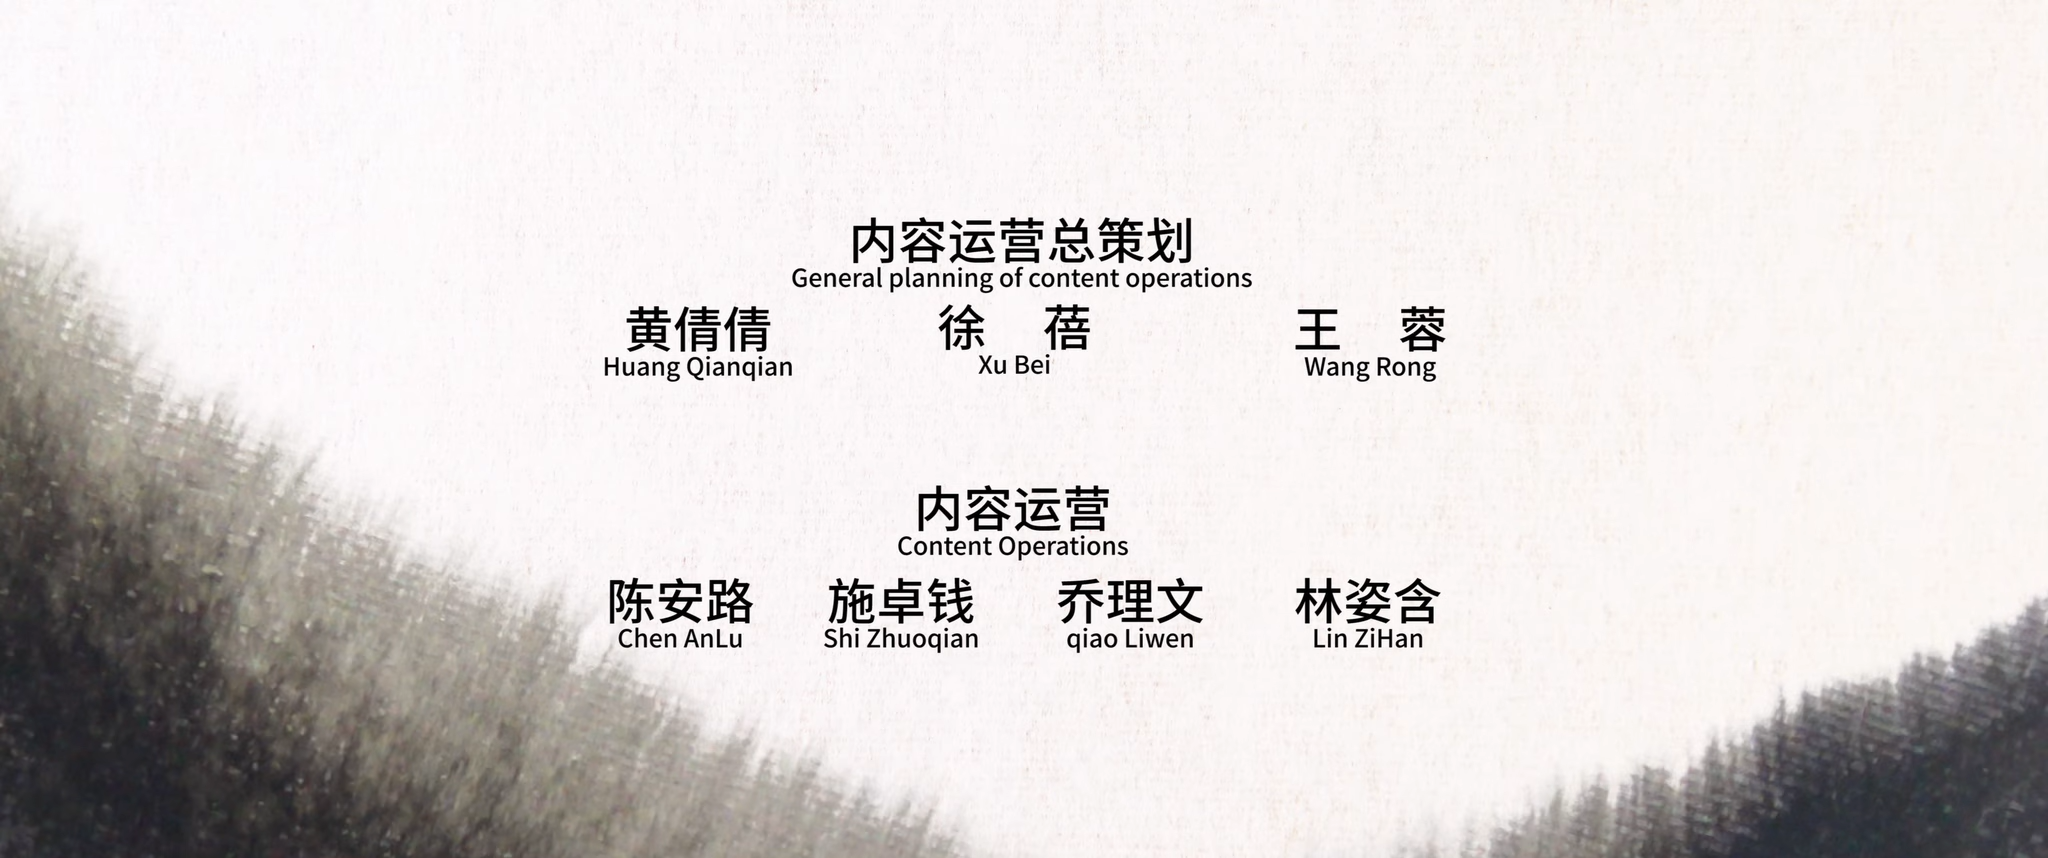 内容运营总策划
General planning of content operations
黄倩倩 徐蓓 王蓉
Huang Qianqian Xu Bei Wang Rong
内容运营
Content Operations
陈安路 施卓钱 乔理文 林姿含
Chen AnLu Shi Zhuoqian qiao Liwen Lin ZiHan